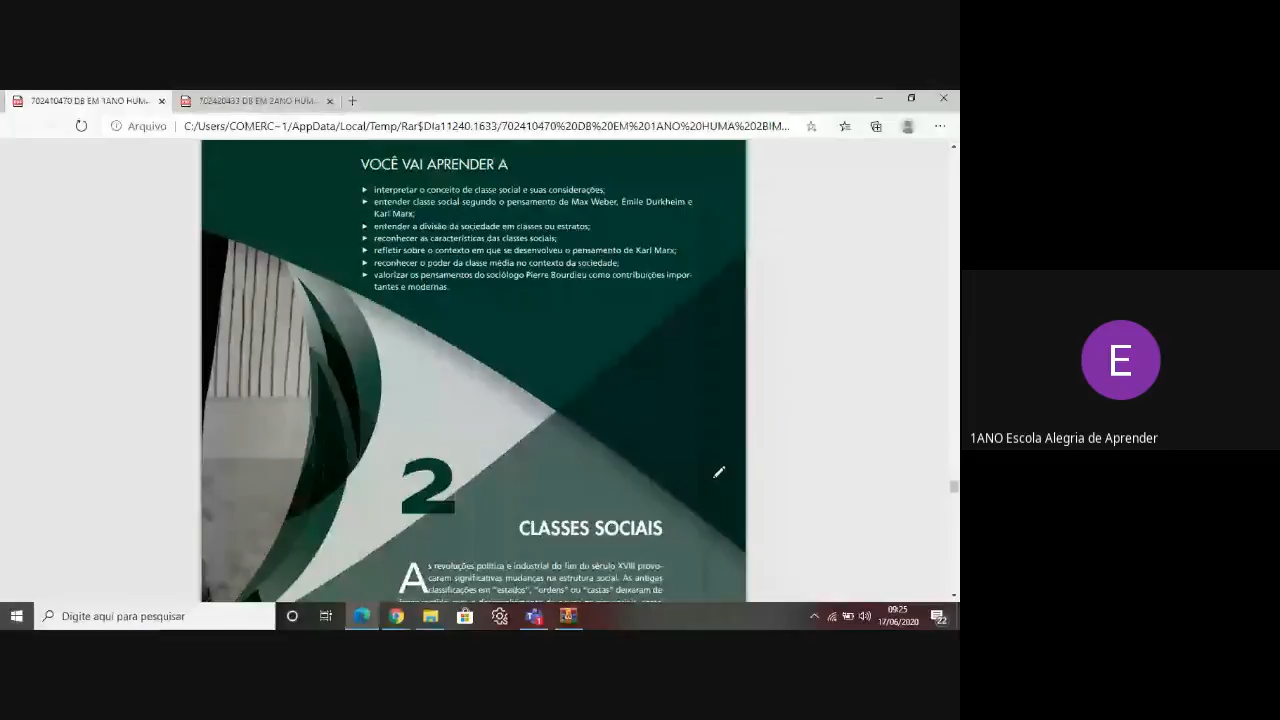 702410470 DB EM 1ANO HUM
702420433 DB EM 2ANO HUM
Arquivo
C:/Users/COMERC~1/AppData/Local/Temp/Rar$DIa11240.1633/702410470%20DB%20EM%201ANO%20HUMA%202BIM...
VOCÊ VAI APRENDER A
interpretar o conceito de classe social e suas considerações;
entender classe social segundo o pensamento de Max Weber, Émile Durkheim e
Karl Marx;
entender a divisão da sociedade em classes ou estratos;
reconhecer as características das classes sociais;
refletir sobre o contexto em que se desenvolveu o pensamento de Karl Marx;
reconhecer o poder da classe média no contexto da sociedade;
valorizar os pensamentos do sociólogo Pierre Bourdieu como contribuições impor-
tantes e modernas.
2
CLASSES SOCIAIS
As revoluções política e industrial do fim do século XVIII provo-
caram significativas mudanças na estrutura social. As antigas
classificações em "estados", "ordens" ou "castas" deixaram de
E
1ANO Escola Alegria de Aprender
Digite aqui para pesquisar
09:25
17/06/2020
22